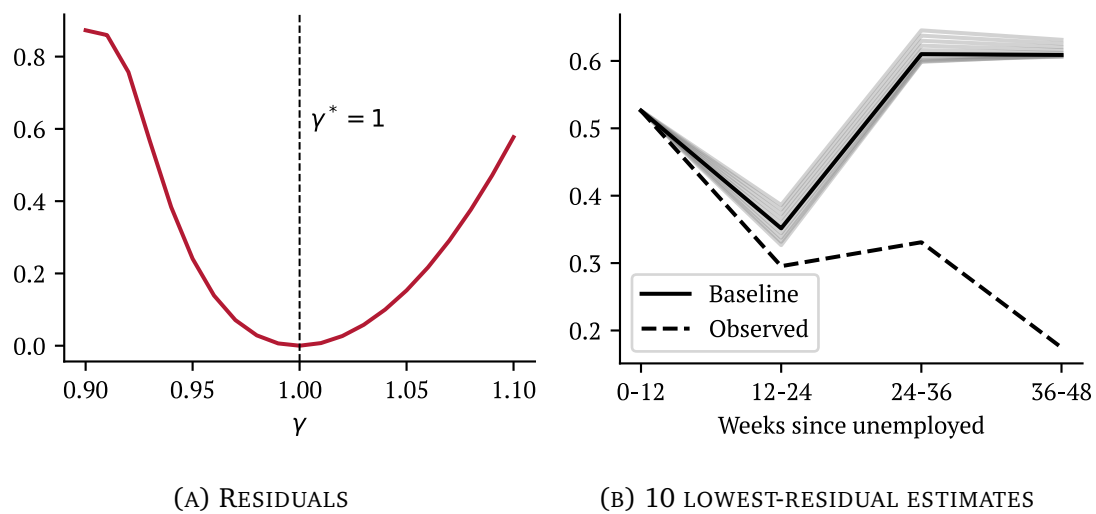 0.8
0.6
0.4
0.2
0.0
γ* = 1
0.90 0.95 1.00 1.05 1.10
γ
(A) RESIDUALS
0.6
0.5
0.4
0.3
0.2
Baseline
Observed
0-12 12-24 24-36 36-48
Weeks since unemployed
(B) 10 LOWEST-RESIDUAL ESTIMATES